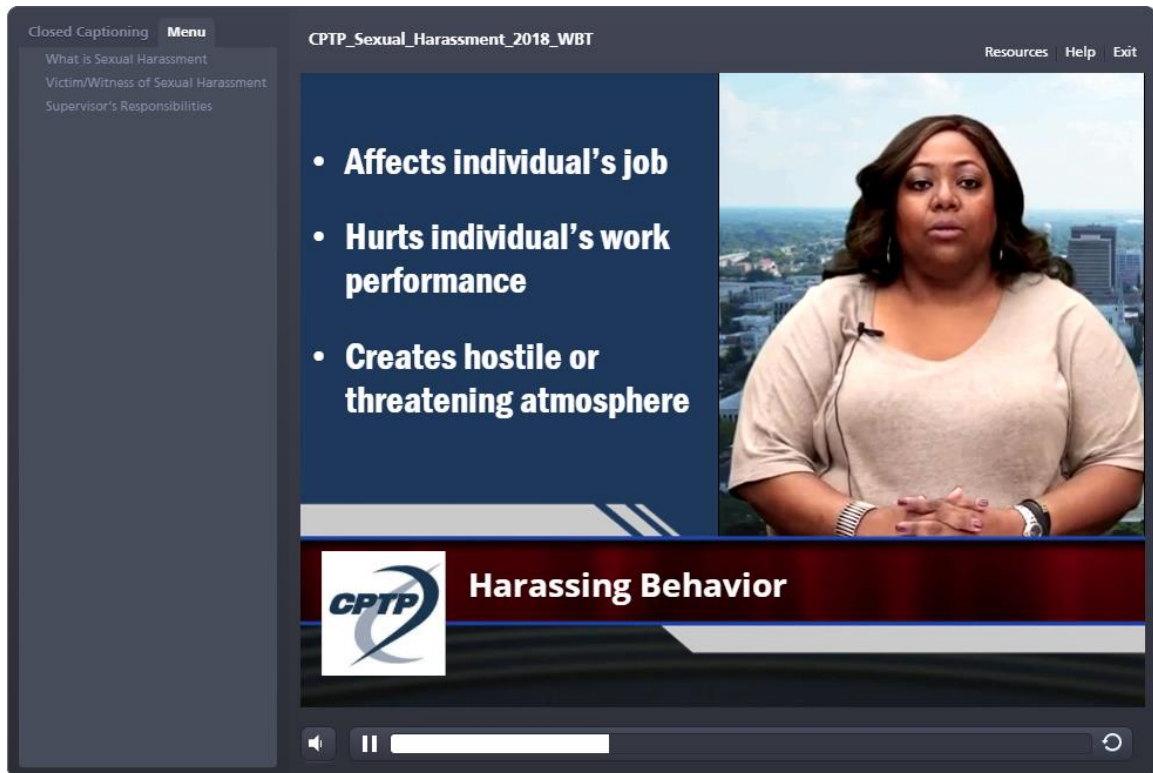 Closed Captioning Menu
What is Sexual Harassment
Victim/Witness of Sexual Harassment
Supervisor's Responsibilities
CPTP_Sexual_Harassment_2018_WBT
Resources Help Exit
• Affects individual's job
• Hurts individual's work
performance
• Creates hostile or
threatening atmosphere
CPTP
Harassing Behavior